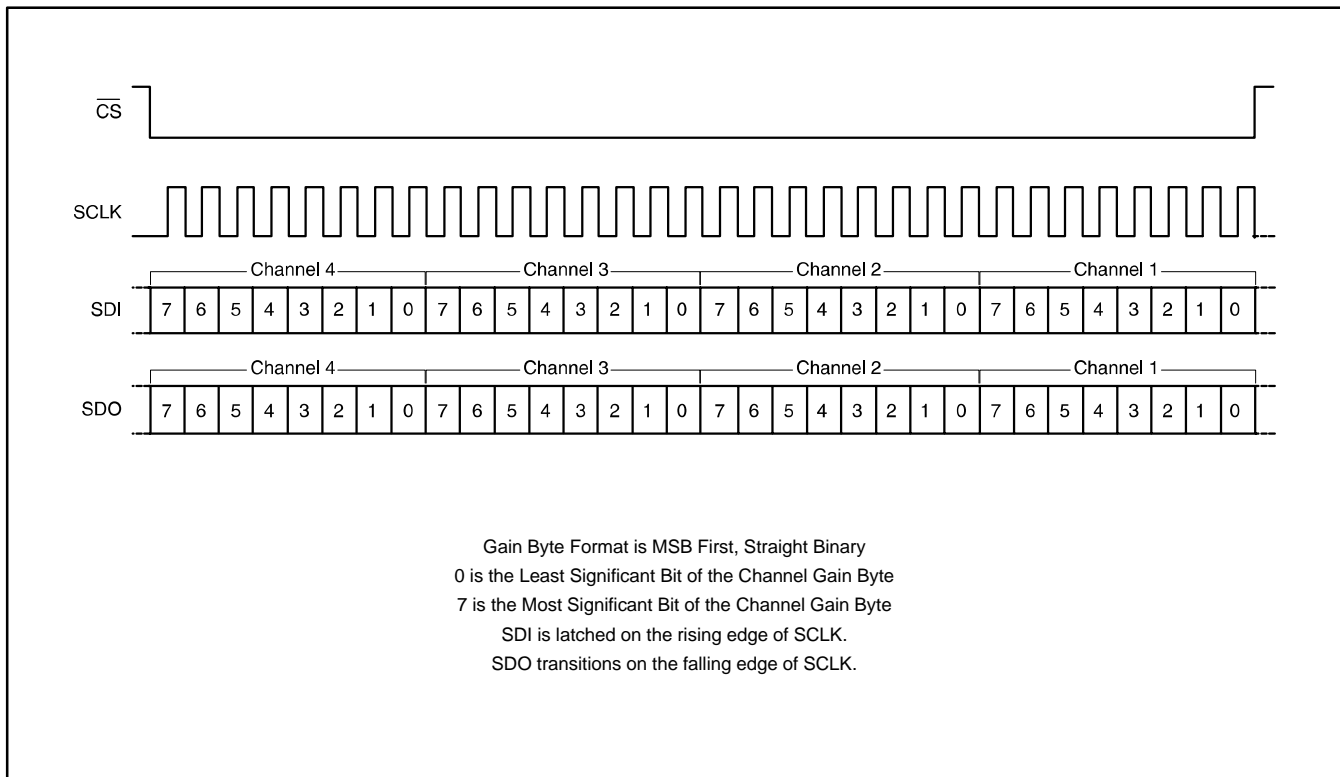 CS
SCLK
Channel 4 Channel 3 Channel 2 Channel 1
SDI 7 6 5 4 3 2 1 0 7 6 5 4 3 2 1 0 7 6 5 4 3 2 1 0 7 6 5 4 3 2 1 0
Channel 4 Channel 3 Channel 2 Channel 1
SDO 7 6 5 4 3 2 1 0 7 6 5 4 3 2 1 0 7 6 5 4 3 2 1 0 7 6 5 4 3 2 1 0
Gain Byte Format is MSB First, Straight Binary
0 is the Least Significant Bit of the Channel Gain Byte
7 is the Most Significant Bit of the Channel Gain Byte
SDI is latched on the rising edge of SCLK.
SDO transitions on the falling edge of SCLK.